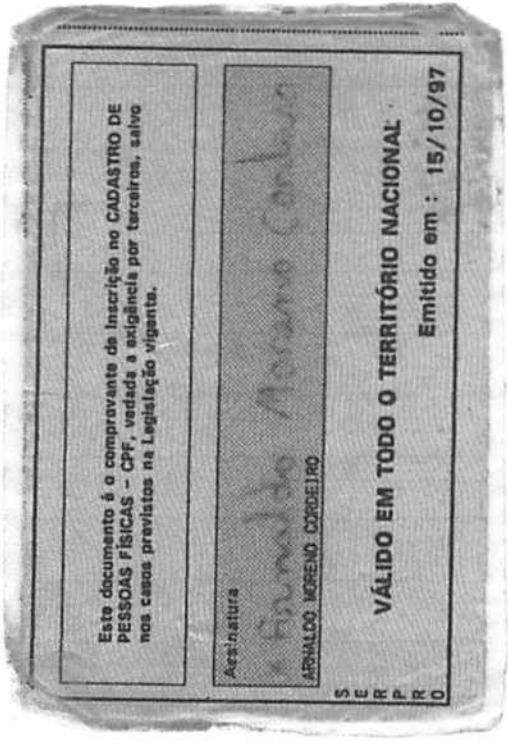 Este documento é o comprovante de Inscrição no CADASTRO DE
PESSOAS FÍSICAS – CPF, vedada a exigência por terceiros, salvo
nos casos previstos na Legislação vigente.
Assinatura
Arnaldo Moreno Cordeiro
ARNALDO MORENO CORDEIRO
SERPRO
VÁLIDO EM TODO O TERRITÓRIO NACIONAL
Emitido em : 15/10/97